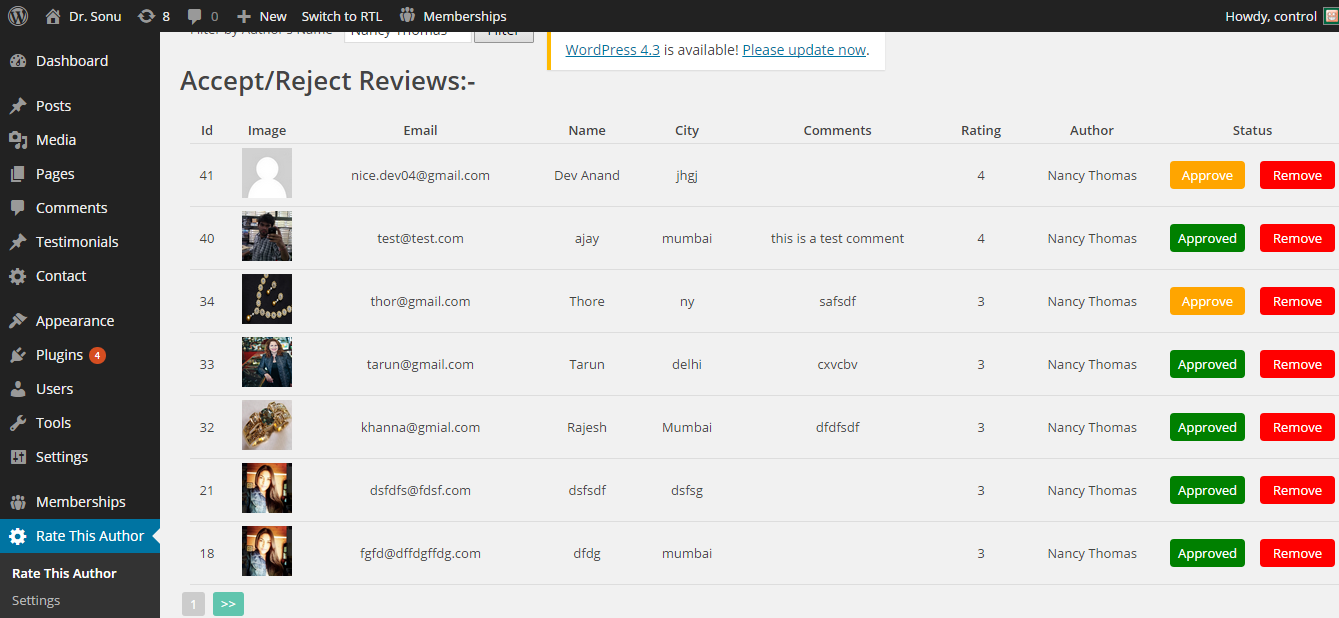 Dr. Sonu 8 0 New Switch to RTL Memberships Howdy, control
Filter by Author's Name Nancy Thomas Filter
WordPress 4.3 is available! Please update now.
Accept/Reject Reviews:-
Dashboard
Posts
Media
Pages
Comments
Testimonials
Contact
Appearance
Plugins 4
Users
Tools
Settings
Memberships
Rate This Author
Rate This Author
Settings
Id Image Email Name City Comments Rating Author Status
41 nice.dev04@gmail.com Dev Anand jhgj 4 Nancy Thomas Approve Remove
40 test@test.com ajay mumbai this is a test comment 4 Nancy Thomas Approved Remove
34 thor@gmail.com Thore ny safsdf 3 Nancy Thomas Approve Remove
33 tarun@gmail.com Tarun delhi cxvcbv 3 Nancy Thomas Approved Remove
32 khanna@gmial.com Rajesh Mumbai dfdfsdf 3 Nancy Thomas Approved Remove
21 dsfdfs@fdsf.com dsfsdf dsfsg 3 Nancy Thomas Approved Remove
18 fgfd@dffdgffdg.com dfdg mumbai 3 Nancy Thomas Approved Remove
1 >>